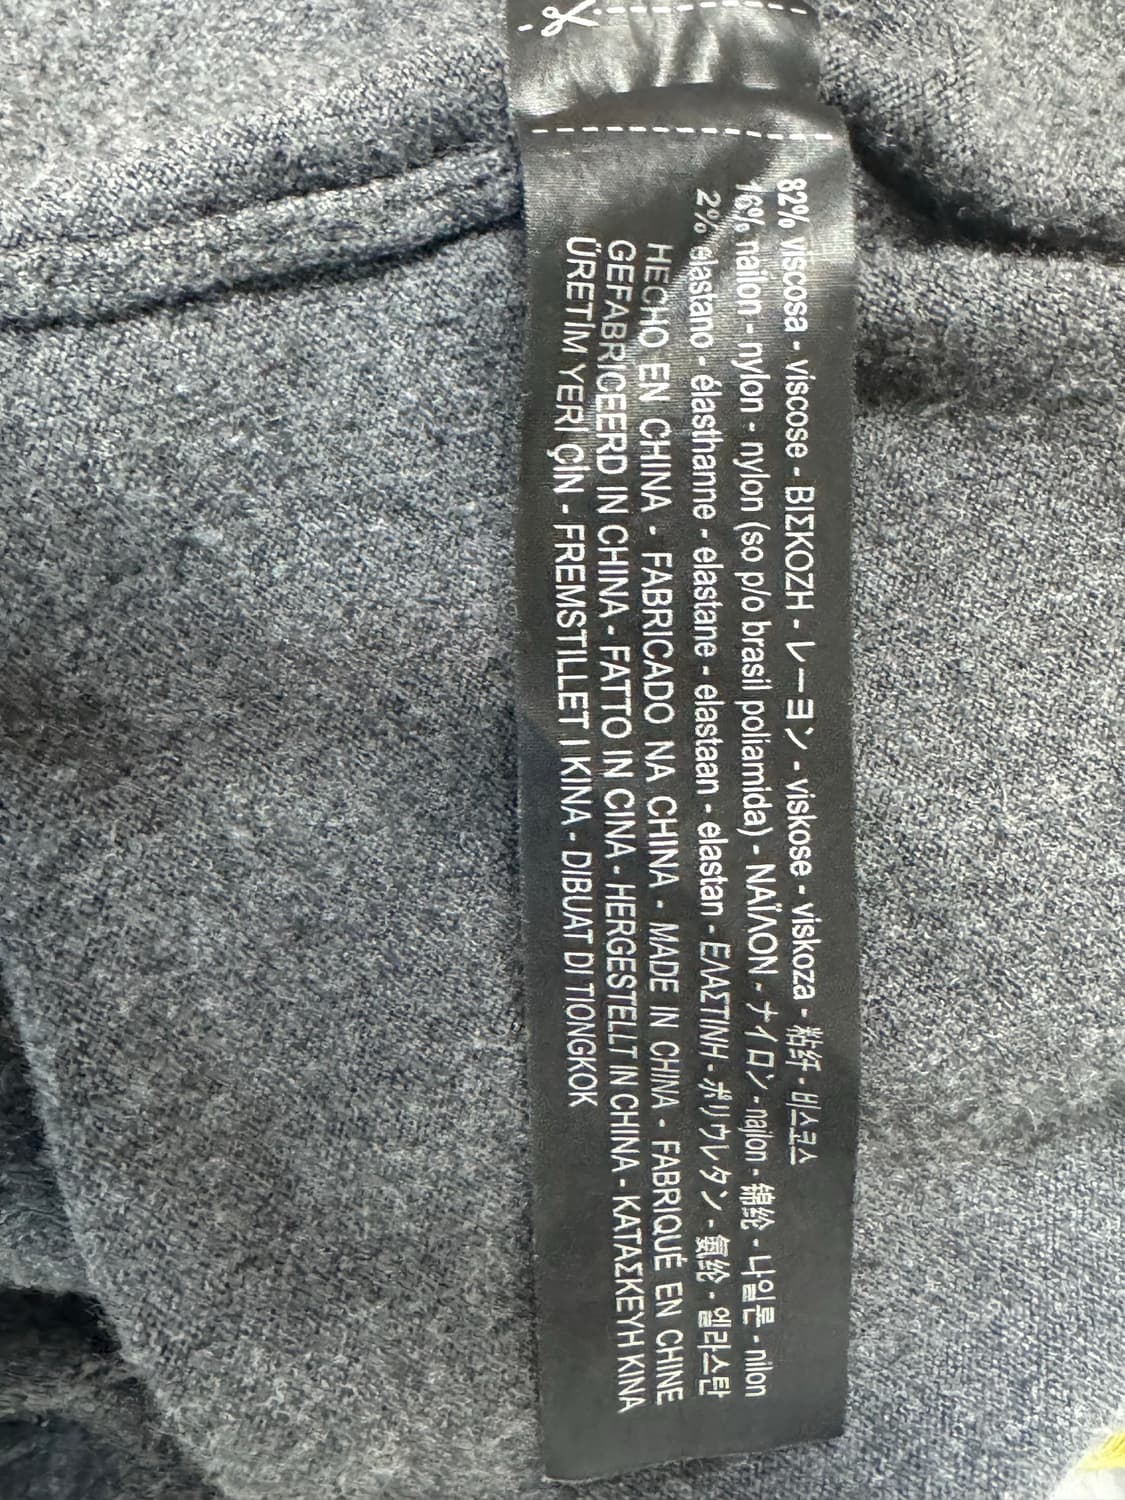 82% viscosa - viscose - ΒΙΣΚΟΖΗ - レーヨン - viskose - viskoza - 粘纤 - 비스코스
16% nailon - nylon - nylon (so p/o brasil poliamida) - ΝΑΪΛΟΝ - ナイロン - najlon - 锦纶 - 나일론 - nilon
2% elastano - élasthanne - elastane - elastaan - elastan - ΕΛΑΣΤΙΝΗ - ポリウレタン - 氨纶 - 엘라스탄
HECHO EN CHINA - FABRICADO NA CHINA - MADE IN CHINA - FABRIQUÉ EN CHINE
GEFABRICEERD IN CHINA - FATTO IN CINA - HERGESTELLT IN CHINA - ΚΑΤΑΣΚΕΥΗ ΚΙΝΑ
ÜRETİM YERİ ÇİN - FREMSTILLET I KINA - DIBUAT DI TIONGKOK